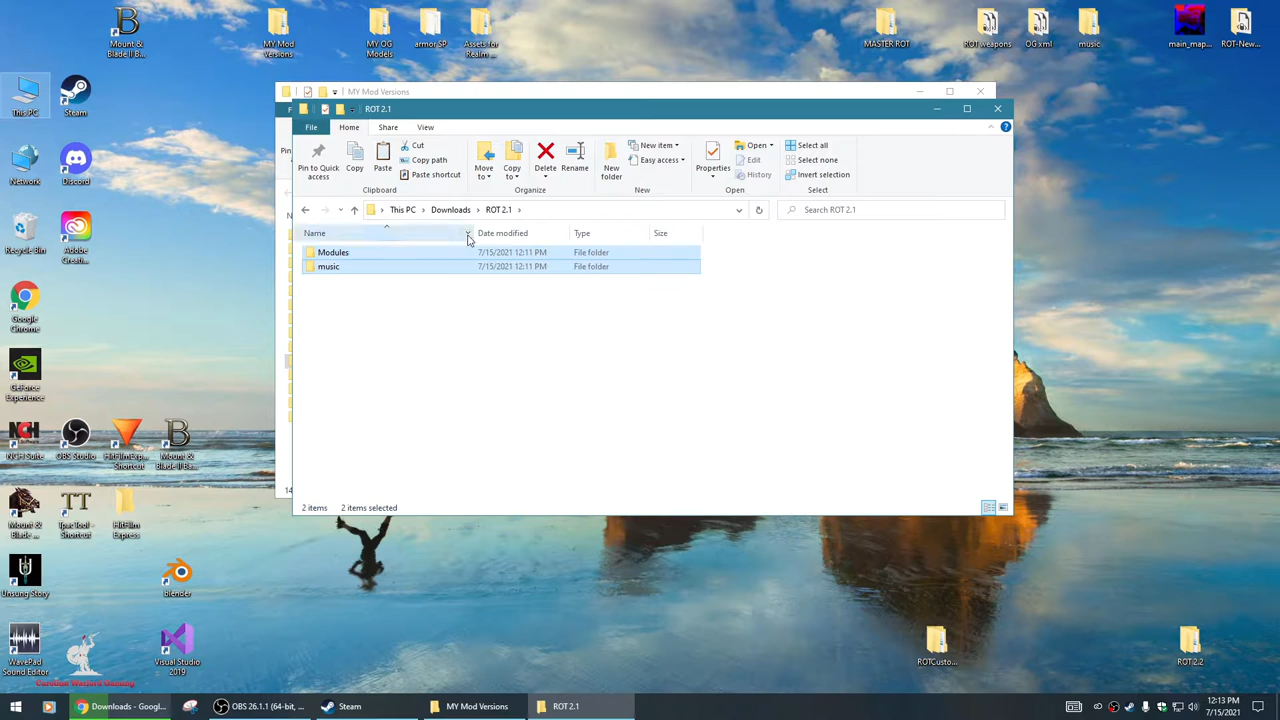 Mount &
Blade II B...
MY Mod
Versions
MY OG
Models
armor SP
Assets for
Realm ...
MASTER ROT
ROT weapons
OG xml
music
main_map...
ROT-New...
This PC
Steam
Network
Discord
Recycle Bin
Adobe
Creati...
Google
Chrome
GeForce
Experience
NCH Suite
OBS Studio
HitFilmExp...
Shortcut
Mount &
Blade II Ba...
Mount &
Blade ...
Tpac Tool -
Shortcut
HitFilm
Express
Unsung Story
blender
WavePad
Sound Editor
Visual Studio
2019
ROTCusto...
ROT 2.2
MY Mod Versions
F
Pin
N
14
ROT 2.1
File
Home
Share
View
Pin to Quick
access
Copy
Paste
Cut
Copy path
Paste shortcut
Clipboard
Move
to
Copy
to
Delete
Rename
Organize
New
folder
New item
Easy access
New
Properties
Open
Edit
History
Open
Select all
Select none
Invert selection
Select
This PC
Downloads
ROT 2.1
Search ROT 2.1
Name
Date modified
Type
Size
Modules
7/15/2021 12:11 PM
File folder
music
7/15/2021 12:11 PM
File folder
2 items
2 items selected
Downloads - Googl...
OBS 26.1.1 (64-bit, ...
Steam
MY Mod Versions
ROT 2.1
12:13 PM
7/15/2021